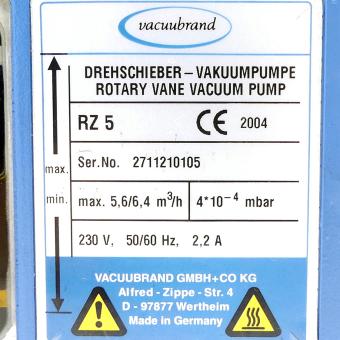 vacuubrand
DREHSCHIEBER-VAKUUMPUMPE
ROTARY VANE VACUUM PUMP
RZ 5 CE 2004
Ser.No. 2711210105
max.
min.
max. 5,6/6,4 m³/h 4*10⁻⁴ mbar
230 V, 50/60 Hz, 2,2 A
VACUUBRAND GMBH+CO KG
Alfred - Zippe - Str. 4
D - 97877 Wertheim
Made in Germany